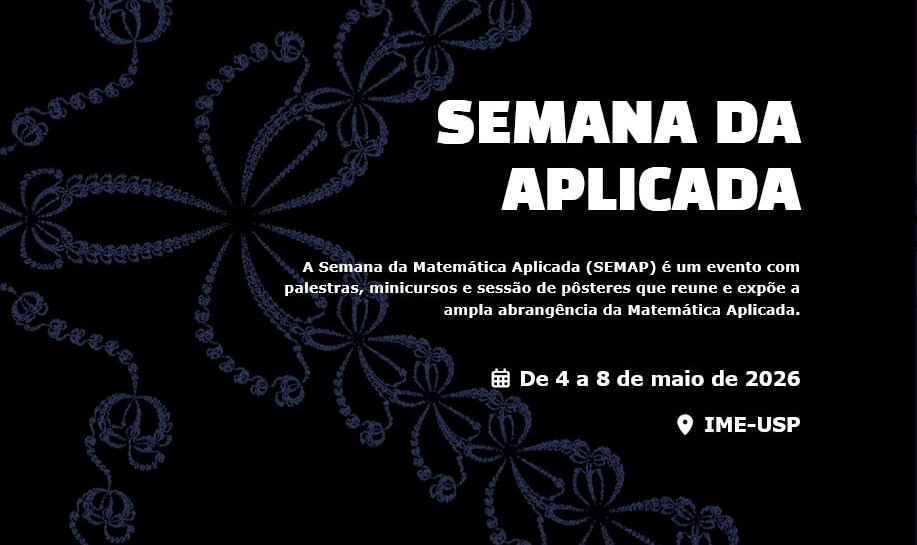 SEMANA DA
APLICADA
A Semana da Matemática Aplicada (SEMAP) é um evento com
palestras, minicursos e sessão de pôsteres que reune e expõe a
ampla abrangência da Matemática Aplicada.
De 4 a 8 de maio de 2026
IME-USP